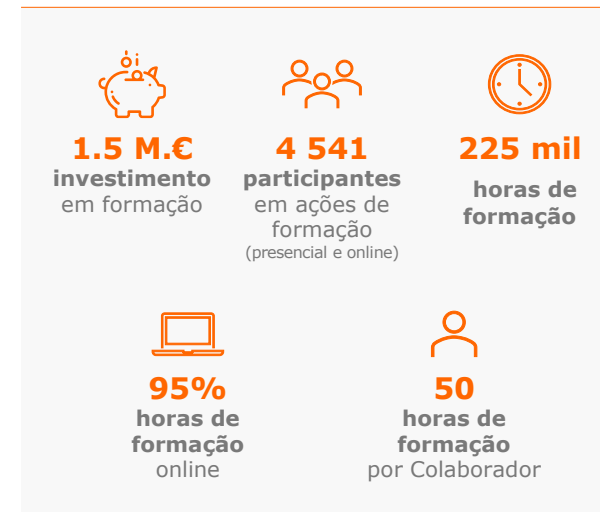 1.5 M.€
investimento
em formação
4 541
participantes
em ações de
formação
(presencial e online)
225 mil
horas de
formação
95%
horas de
formação
online
50
horas de
formação
por Colaborador